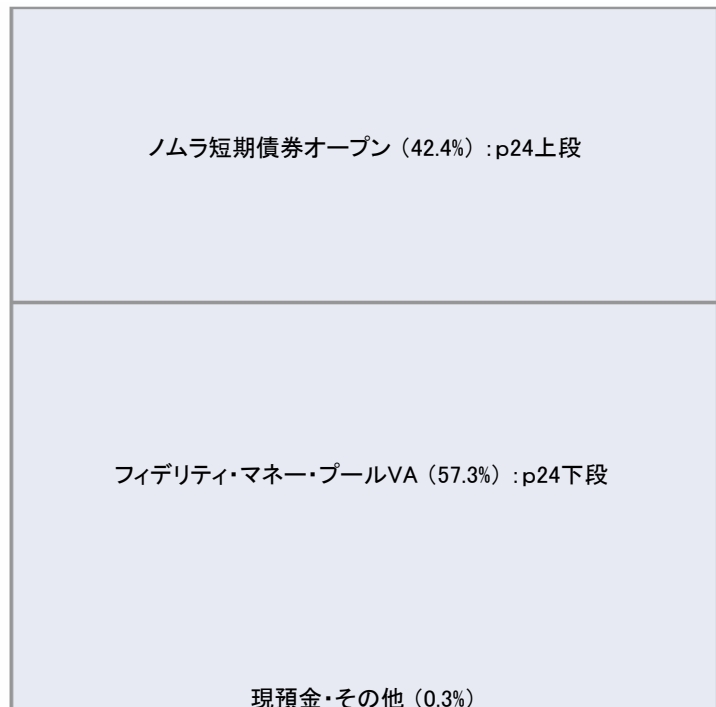 ノムラ短期債券オープン (42.4%) :p24上段
フィデリティ・マネー・プールVA (57.3%) :p24下段
現預金・その他 (0.3%)